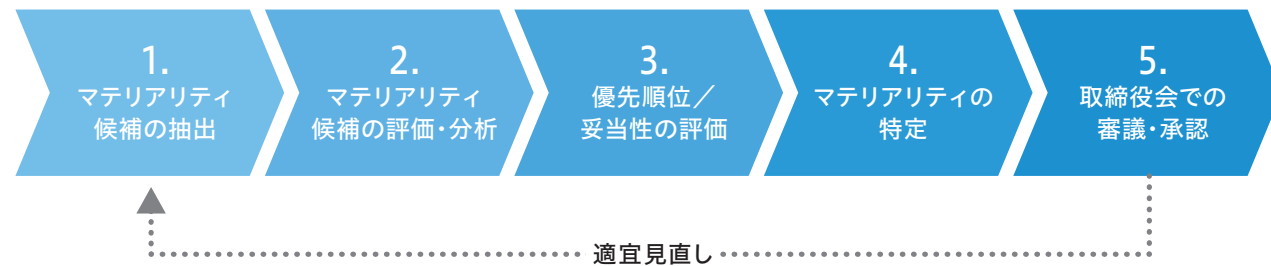 1.
マテリアリティ
候補の抽出
2.
マテリアリティ
候補の評価・分析
3.
優先順位／
妥当性の評価
4.
マテリアリティの
特定
5.
取締役会での
審議・承認
適宜見直し